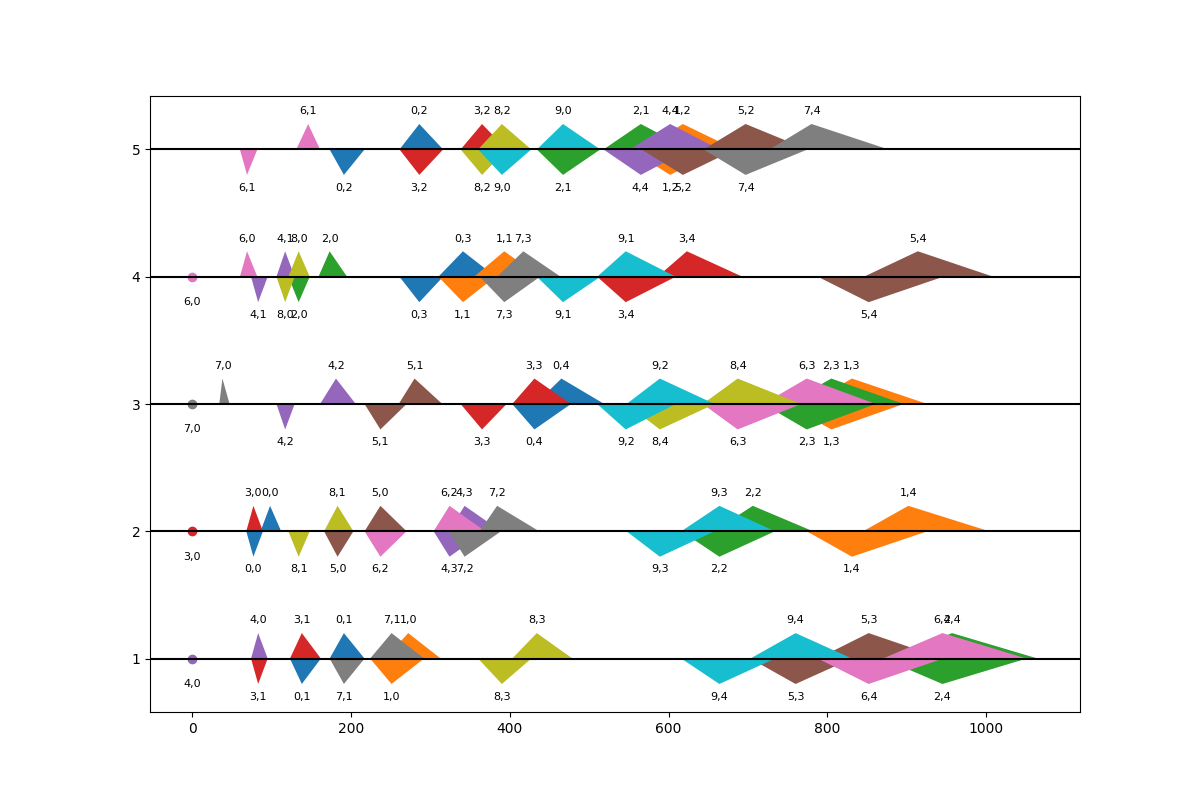 6,1 0,2 3,2 8,2 9,0 2,1 4,4 1,2 5,2 7,4
5
6,1 0,2 3,2 8,2 9,0 2,1 4,4 1,2 5,2 7,4
6,0 4,1 8,0 2,0 0,3 1,1 7,3 9,1 3,4 5,4
4
6,0 4,1 8,0 2,0 0,3 1,1 7,3 9,1 3,4 5,4
7,0 4,2 5,1 3,3 0,4 9,2 8,4 6,3 2,3 1,3
3
7,0 4,2 5,1 3,3 0,4 9,2 8,4 6,3 2,3 1,3
3,0 0,0 8,1 5,0 6,2 4,3 7,2 9,3 2,2 1,4
2
3,0 0,0 8,1 5,0 6,2 4,3 7,2 9,3 2,2 1,4
4,0 3,1 0,1 7,1 1,0 8,3 9,4 5,3 6,4 2,4
1
4,0 3,1 0,1 7,1 1,0 8,3 9,4 5,3 6,4 2,4
0 200 400 600 800 1000